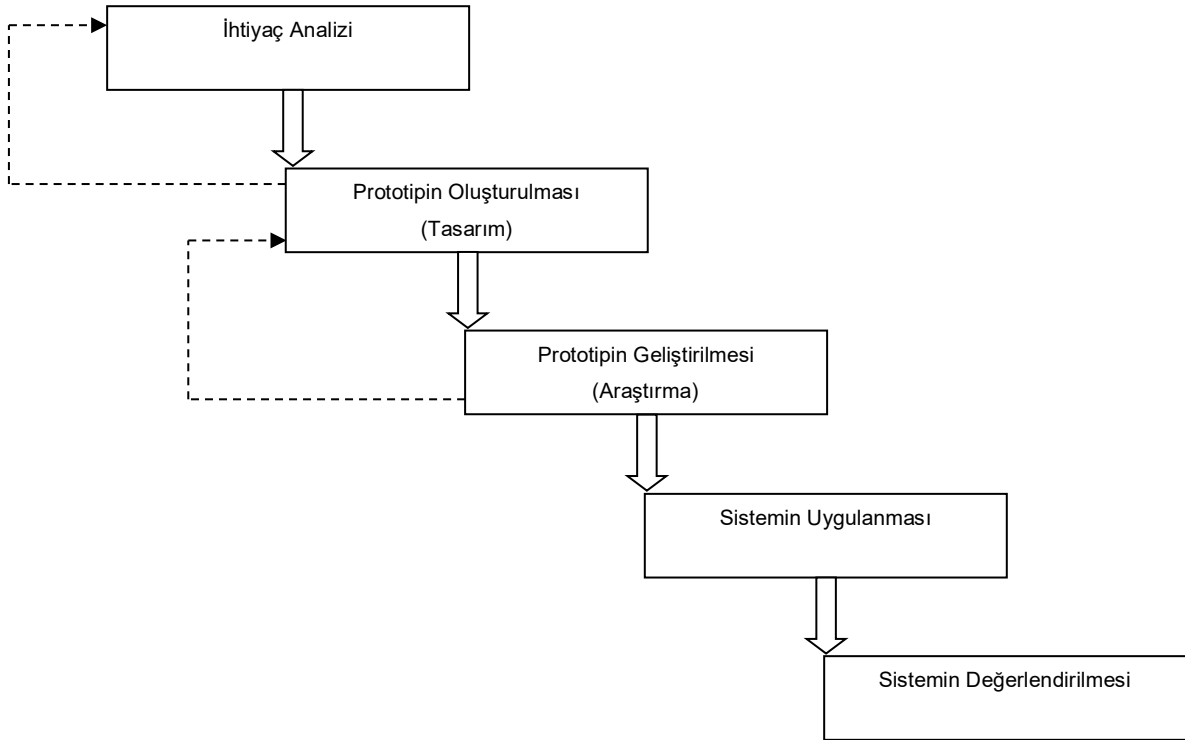 İhtiyaç Analizi
Prototipin Oluşturulması
(Tasarım)
Prototipin Geliştirilmesi
(Araştırma)
Sistemin Uygulanması
Sistemin Değerlendirilmesi